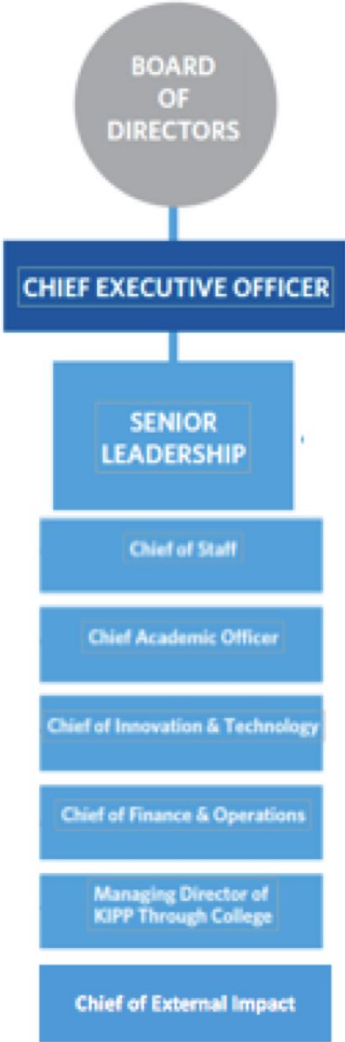 BOARD
OF
DIRECTORS
CHIEF EXECUTIVE OFFICER
SENIOR
LEADERSHIP
Chief of Staff
Chief Academic Officer
Chief of Innovation & Technology
Chief of Finance & Operations
Managing Director of
KIPP Through College
Chief of External Impact